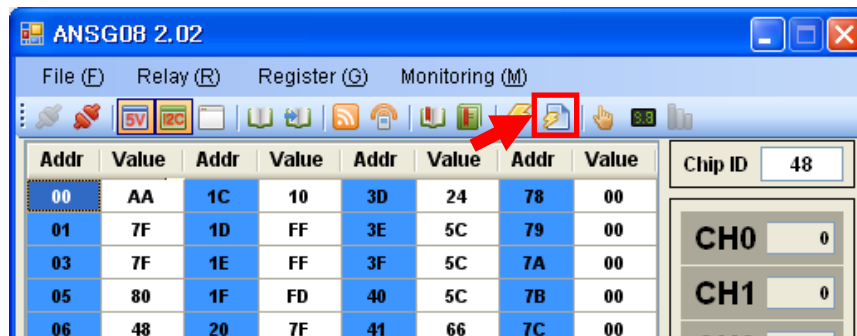 ANSG08 2.02
File (F) Relay (R) Register (G) Monitoring (M)
5V I2C 8.8
Addr Value Addr Value Addr Value Addr Value Chip ID 48
00 AA 1C 10 3D 24 78 00
01 7F 1D FF 3E 5C 79 00 CH0 0
03 7F 1E FF 3F 5C 7A 00
05 80 1F FD 40 5C 7B 00 CH1 0
06 48 20 7F 41 66 7C 00